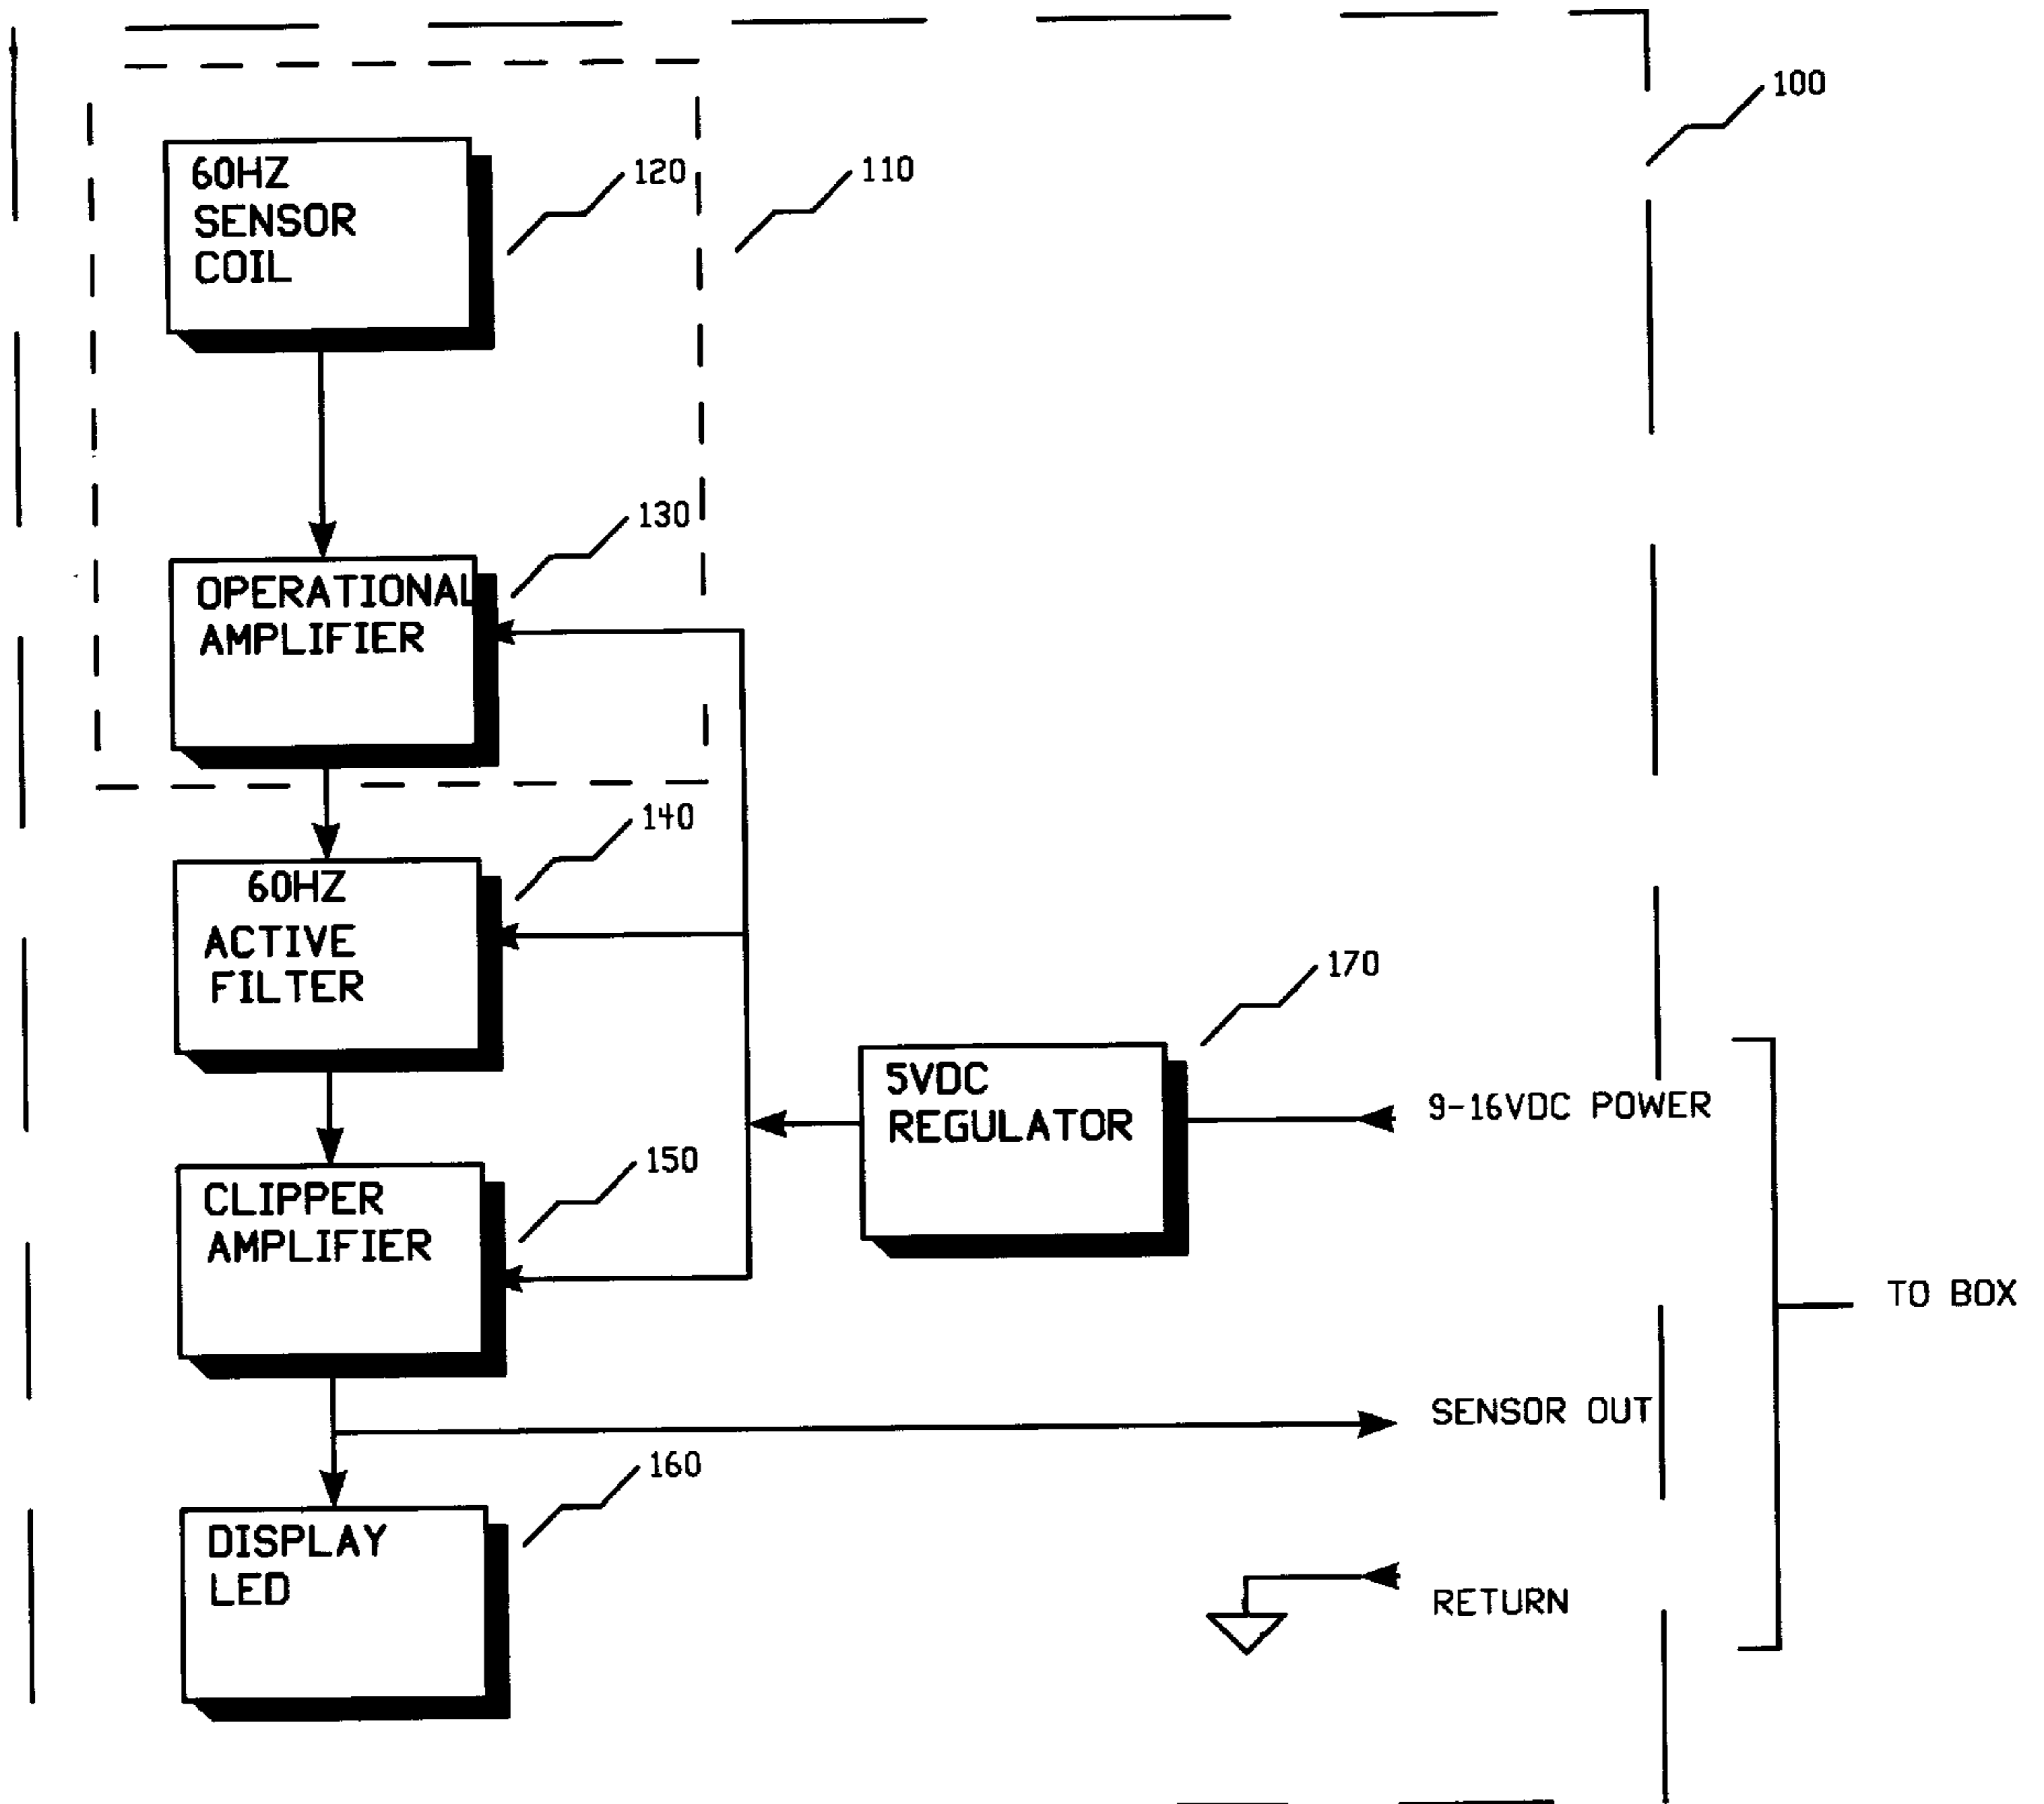 100
60HZ
SENSOR
COIL
120
110
130
OPERATIONAL
AMPLIFIER
140
60HZ
ACTIVE
FILTER
170
5VDC
REGULATOR
9-16VDC POWER
150
CLIPPER
AMPLIFIER
TO BOX
SENSOR OUT
160
DISPLAY
LED
RETURN